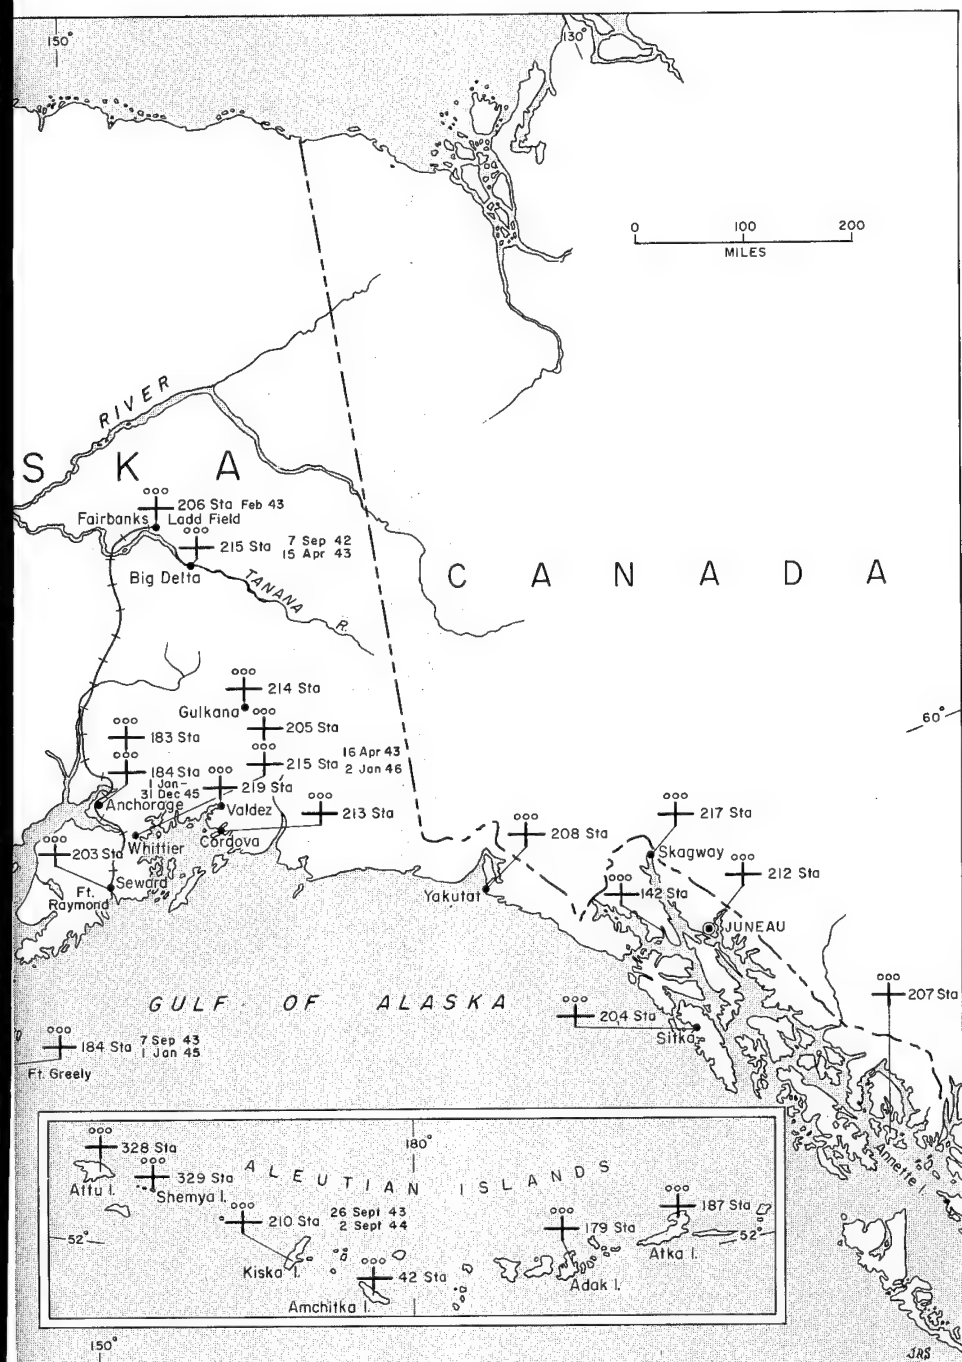 150°
130°
0 100 200
MILES
RIVER
S K A
206 Sta Feb 43
Fairbanks Ladd Field
215 Sta 7 Sep 42
15 Apr 43
Big Delta
TANANA R.
C A N A D A
214 Sta
Gulkana
205 Sta
60°
183 Sta
184 Sta
1 Jan-
31 Dec 45
215 Sta 16 Apr 43
2 Jan 46
219 Sta
Anchorage
Valdez
213 Sta
217 Sta
208 Sta
Whittier
Cordova
Skagway
203 Sta
212 Sta
Ft.
Raymond
Seward
Yakutat
142 Sta
JUNEAU
GULF OF ALASKA
207 Sta
204 Sta
Sitka
184 Sta 7 Sep 43
1 Jan 45
Ft. Greely
Annette I.
180°
328 Sta
Attu I.
329 Sta
Shemya I.
ALEUTIAN ISLANDS
187 Sta
210 Sta 26 Sept 43
2 Sept 44
179 Sta
52°
52°
Atka I.
Kiska I.
42 Sta
Adak I.
Amchitka I.
150°
JRS